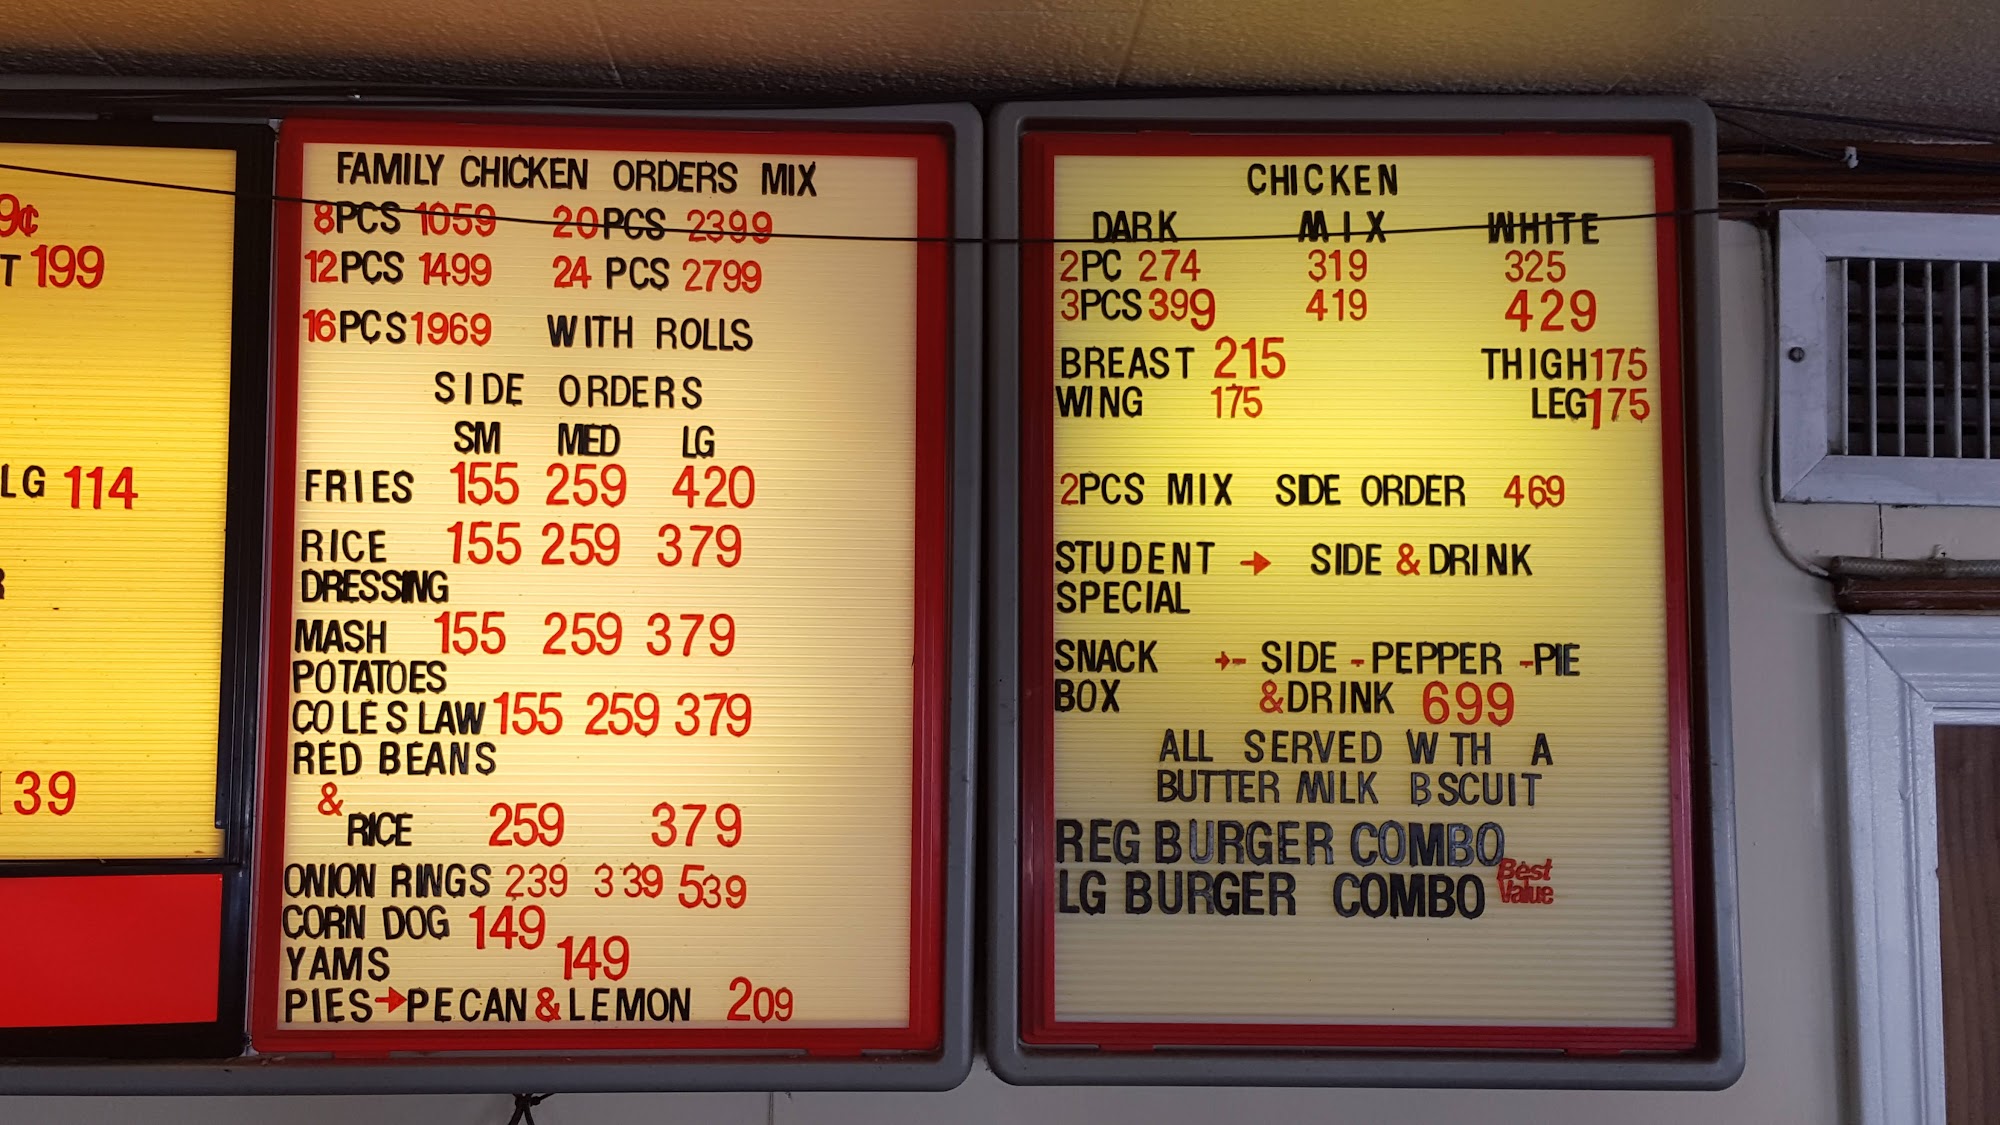 9¢
T 199
LG 114
139
FAMILY CHICKEN ORDERS MIX
8PCS 1059 20PCS 2399
12PCS 1499 24 PCS 2799
16PCS 1969 WITH ROLLS
SIDE ORDERS
SM MED LG
FRIES 155 259 420
RICE 155 259 379
DRESSING
MASH 155 259 379
POTATOES
COLESLAW 155 259 379
RED BEANS
&
RICE 259 379
ONION RINGS 239 339 539
CORN DOG 149
YAMS 149
PIES → PECAN & LEMON 209
CHICKEN
DARK MIX WHITE
2PC 274 319 325
3PCS 399 419 429
BREAST 215 THIGH 175
WING 175 LEG 175
2PCS MIX SIDE ORDER 469
STUDENT → SIDE & DRINK
SPECIAL
SNACK → - SIDE - PEPPER - PIE
BOX & DRINK 699
ALL SERVED W TH A
BUTTER MILK B SCUIT
REG BURGER COMBO
LG BURGER COMBO Best
Value